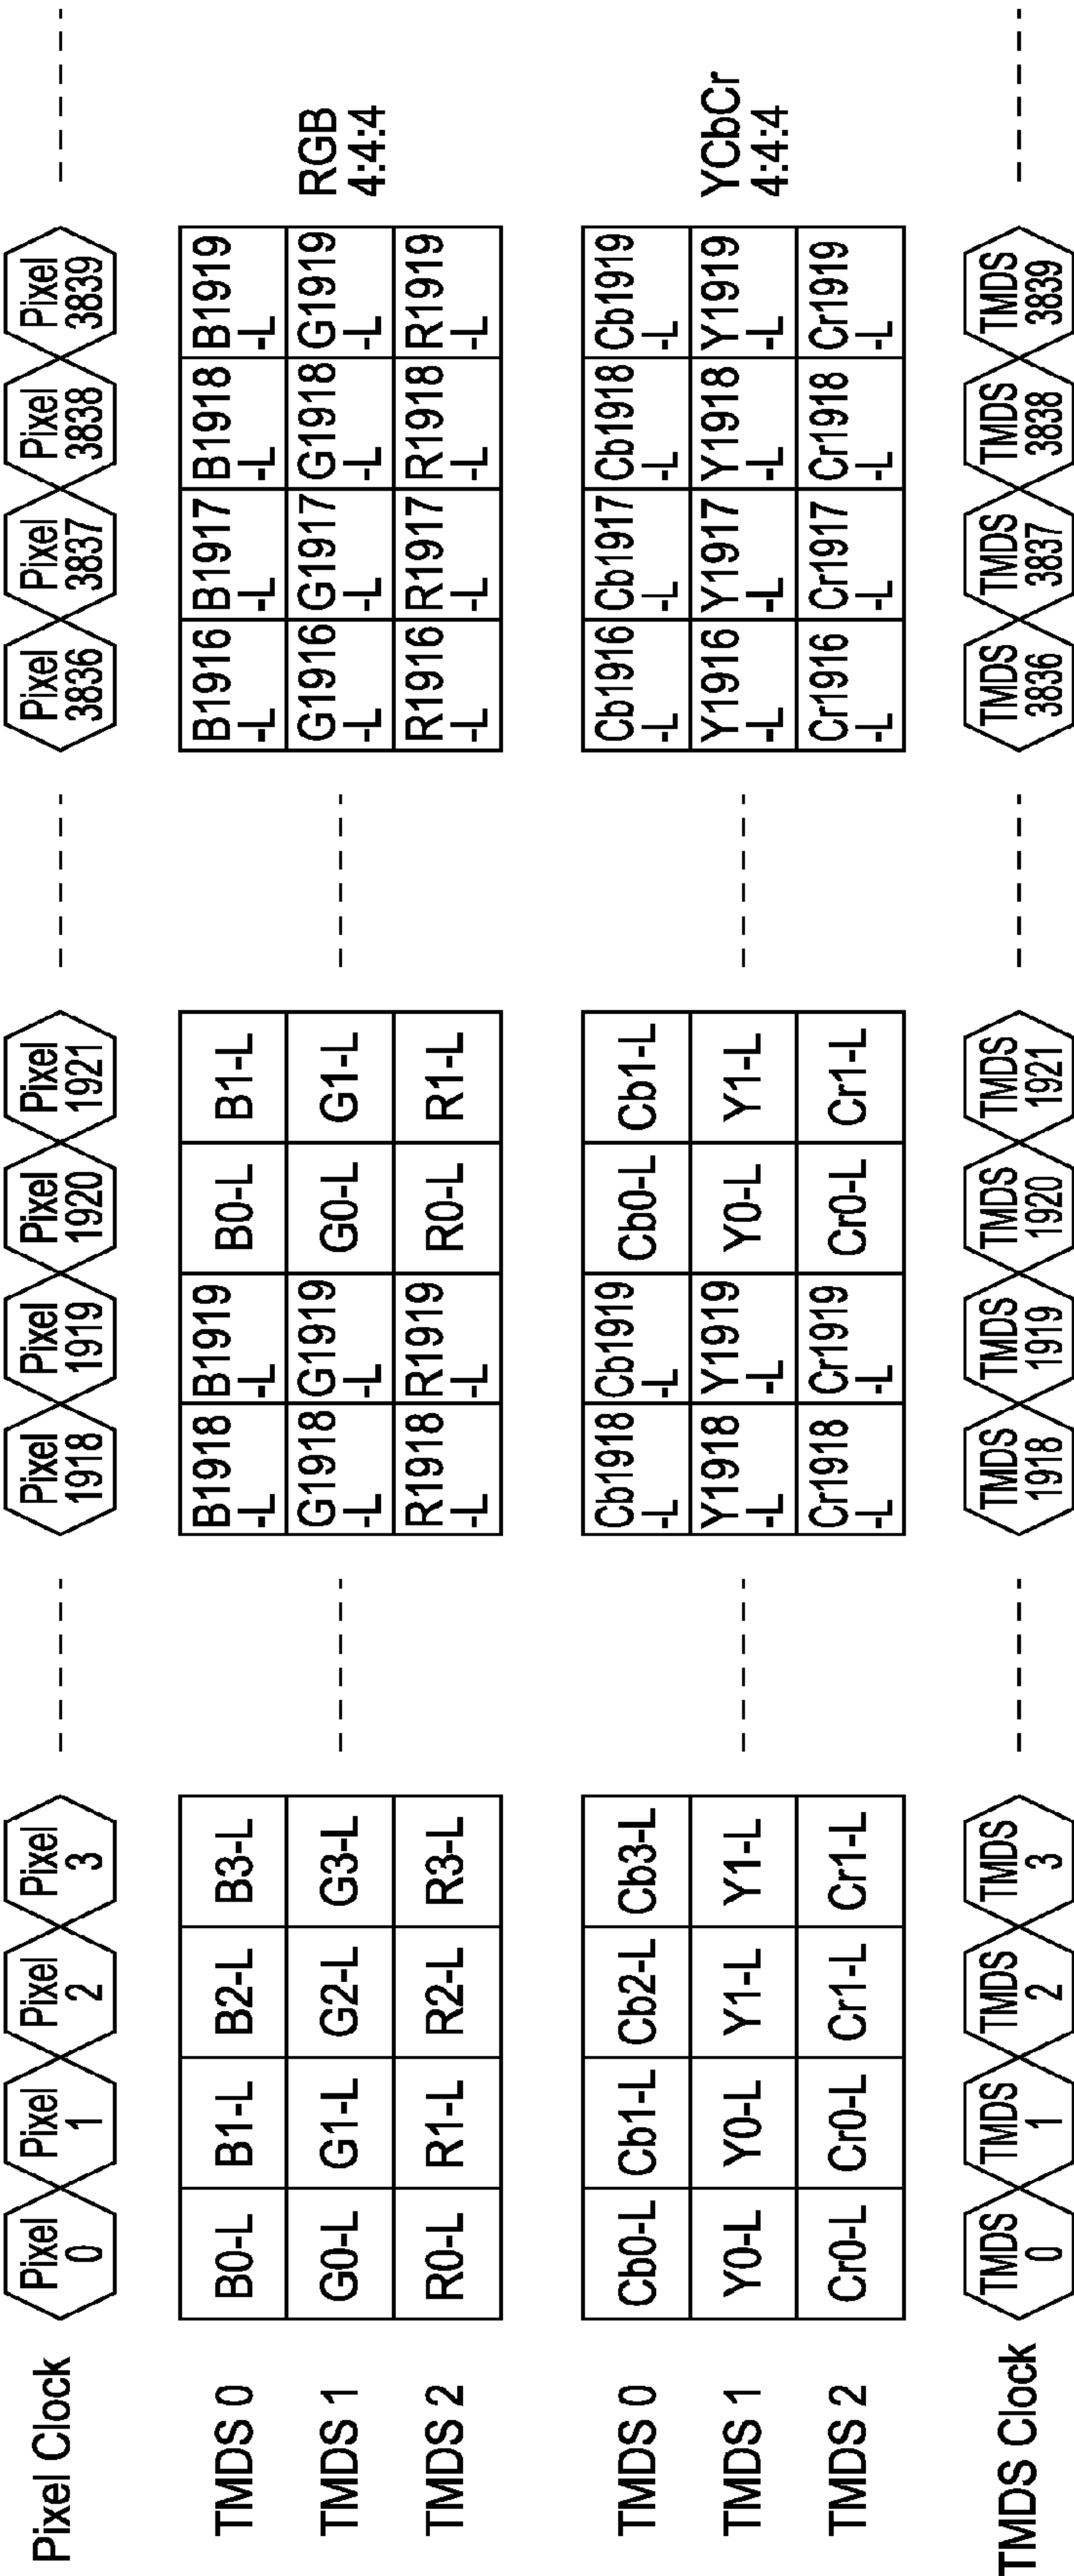 Pixel Clock
Pixel 0 Pixel 1 Pixel 2 Pixel 3 Pixel 1918 Pixel 1919 Pixel 1920 Pixel 1921 Pixel 3836 Pixel 3837 Pixel 3838 Pixel 3839
TMDS 0 B0-L B1-L B2-L B3-L B1918-L B1919-L B0-L B1-L B1916-L B1917-L B1918-L B1919-L
TMDS 1 G0-L G1-L G2-L G3-L G1918-L G1919-L G0-L G1-L G1916-L G1917-L G1918-L G1919-L
TMDS 2 R0-L R1-L R2-L R3-L R1918-L R1919-L R0-L R1-L R1916-L R1917-L R1918-L R1919-L
RGB
4:4:4
TMDS 0 Cb0-L Cb1-L Cb2-L Cb3-L Cb1918-L Cb1919-L Cb0-L Cb1-L Cb1916-L Cb1917-L Cb1918-L Cb1919-L
TMDS 1 Y0-L Y0-L Y1-L Y1-L Y1918-L Y1919-L Y0-L Y1-L Y1916-L Y1917-L Y1918-L Y1919-L
TMDS 2 Cr0-L Cr0-L Cr1-L Cr1-L Cr1918-L Cr1919-L Cr0-L Cr1-L Cr1916-L Cr1917-L Cr1918-L Cr1919-L
YCbCr
4:4:4
TMDS Clock
TMDS 0 TMDS 1 TMDS 2 TMDS 3 TMDS 1918 TMDS 1919 TMDS 1920 TMDS 1921 TMDS 3836 TMDS 3837 TMDS 3838 TMDS 3839